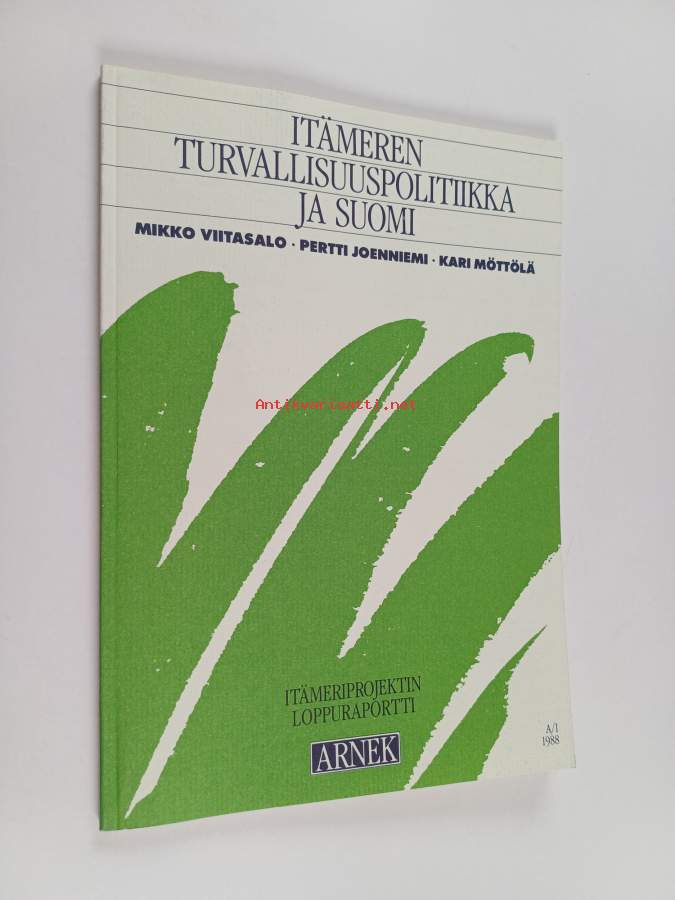 ITÄMEREN
TURVALLISUUSPOLITIIKKA
JA SUOMI
MIKKO VIITASALO · PERTTI JOENNIEMI · KARI MÖTTÖLÄ
Antikvariaatti.net
ITÄMERIPROJEKTIN
LOPPURAPORTTI
ARNEK
A/1
1988